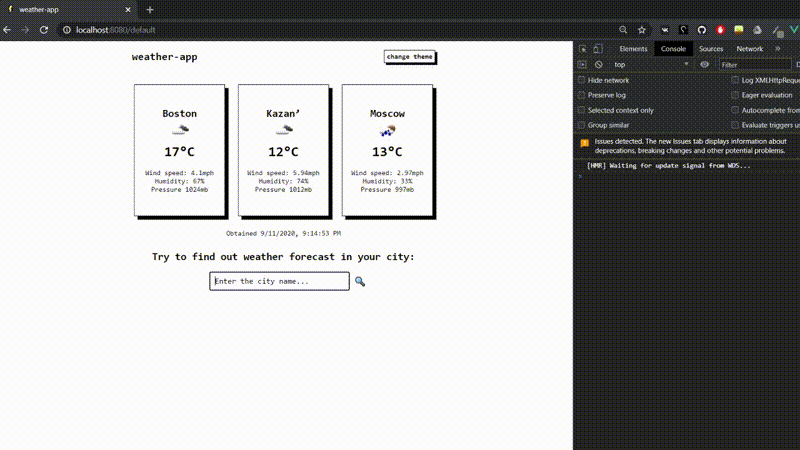 weather-app
localhost:8080/default
weather-app
change theme
Boston
17°C
Wind speed: 4.1mph
Humidity: 67%
Pressure 1024mb
Kazan’
12°C
Wind speed: 5.94mph
Humidity: 74%
Pressure 1012mb
Moscow
13°C
Wind speed: 2.97mph
Humidity: 33%
Pressure 997mb
Obtained 9/11/2020, 9:14:53 PM
Try to find out weather forecast in your city:
Enter the city name...
Elements Console Sources Network »
top Filter
Hide network Log XMLHttpReque
Preserve log Eager evaluation
Selected context only Autocomplete from
Group similar Evaluate triggers us
Issues detected. The new Issues tab displays information about
deprecations, breaking changes and other potential problems.
[HMR] Waiting for update signal from WDS...